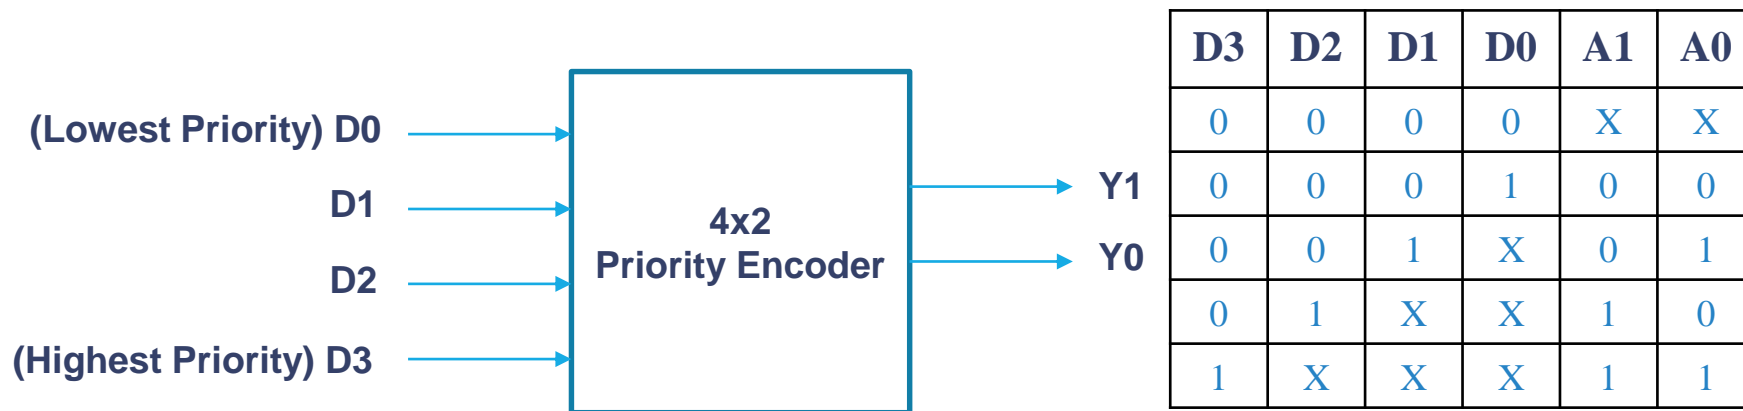 (Lowest Priority) D0
D1
D2
(Highest Priority) D3
4x2
Priority Encoder
Y1
Y0
D3 D2 D1 D0 A1 A0
0 0 0 0 X X
0 0 0 1 0 0
0 0 1 X 0 1
0 1 X X 1 0
1 X X X 1 1